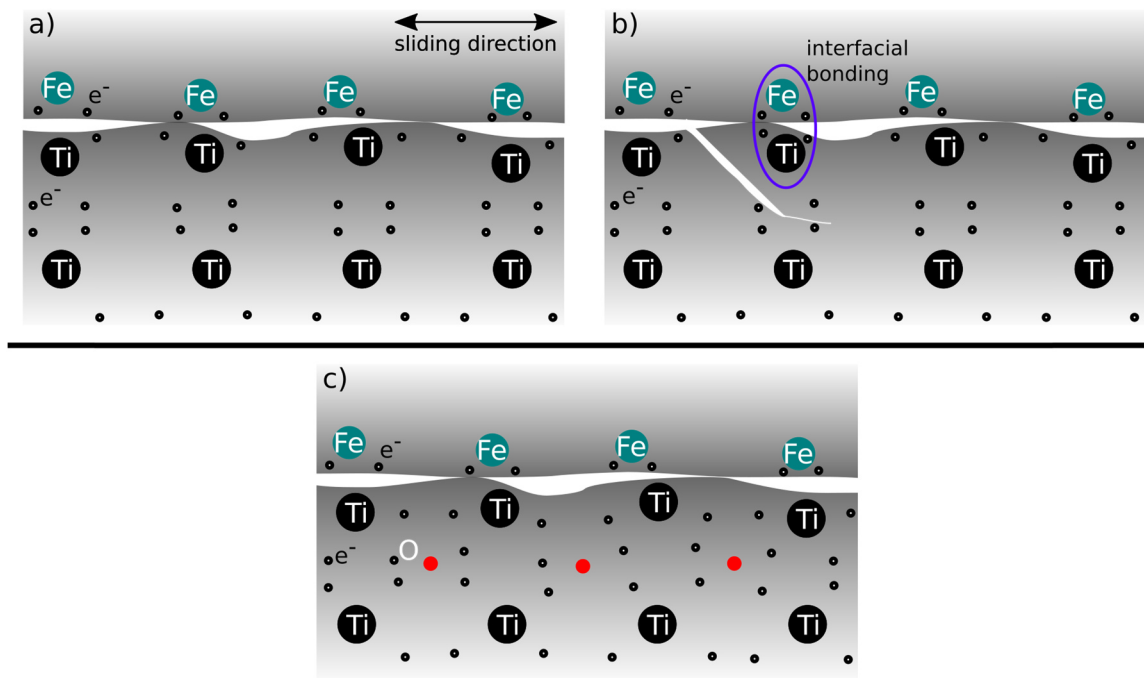 a)
sliding direction
Fe e⁻ Fe Fe Fe
Ti Ti Ti Ti
e⁻
Ti Ti Ti Ti
b)
interfacial
bonding
Fe e⁻ Fe Fe Fe
Ti Ti Ti Ti
e⁻
Ti Ti Ti Ti
c)
Fe e⁻ Fe Fe Fe
Ti Ti Ti Ti
e⁻ O
Ti Ti Ti Ti